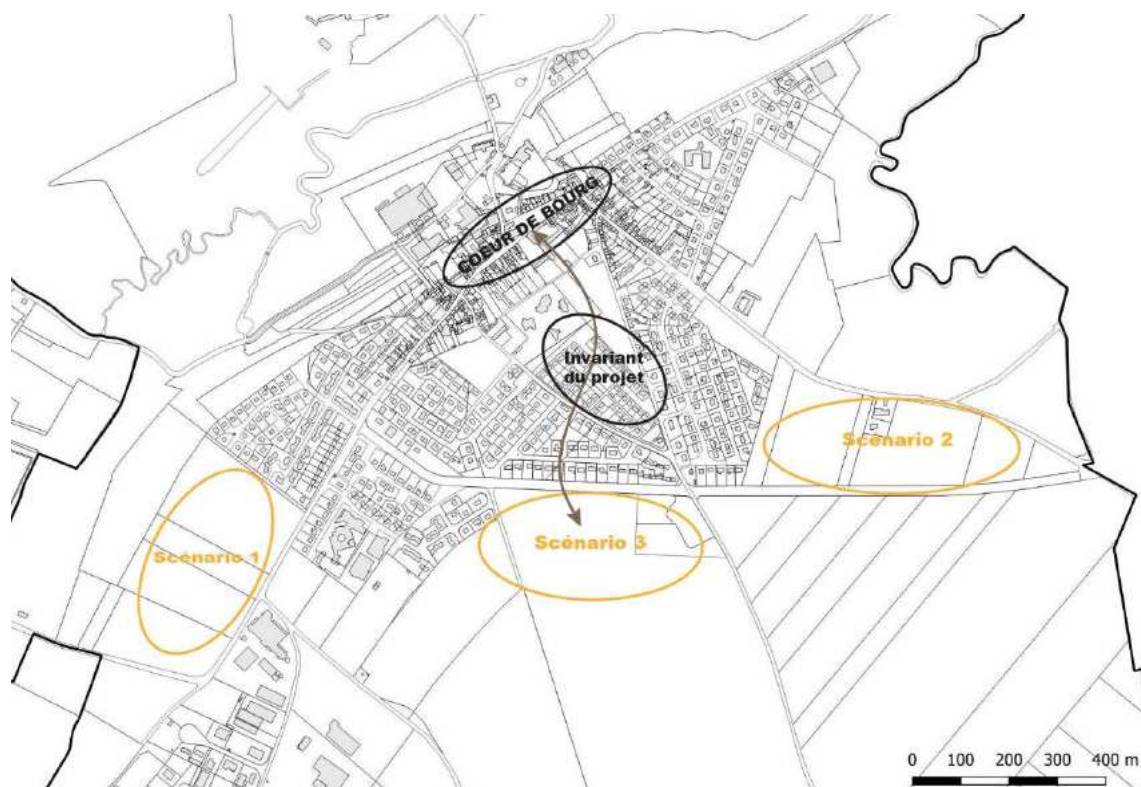 COEUR DE BOURG
Invariant
du projet
Scénario 2
Scénario 3
Scénario 1
0 100 200 300 400 m